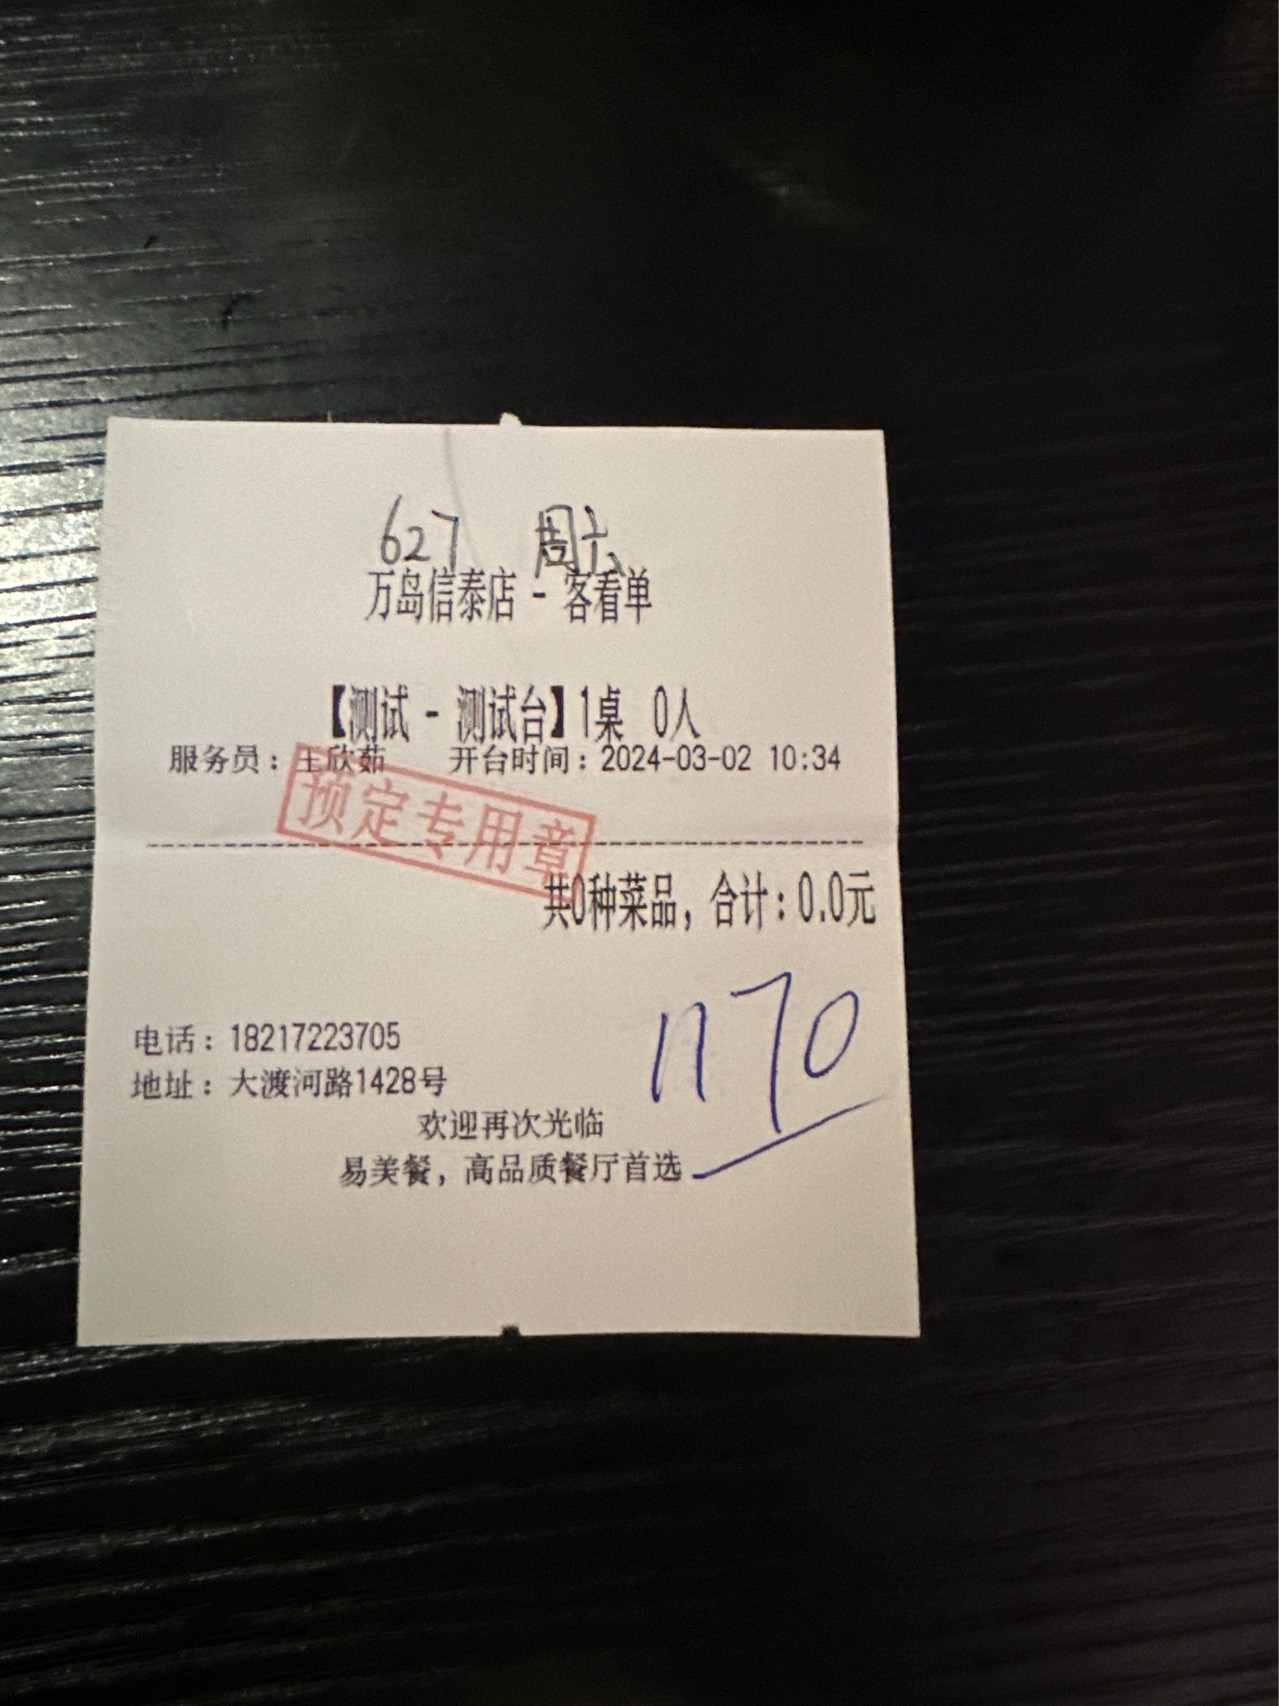 627 周六
万岛信泰店 - 客看单
【测试 - 测试台】1桌 0人
服务员：王欣茹 开台时间：2024-03-02 10:34
预定专用章
共0种菜品，合计：0.0元
1170
电话：18217223705
地址：大渡河路1428号
欢迎再次光临
易美餐，高品质餐厅首选